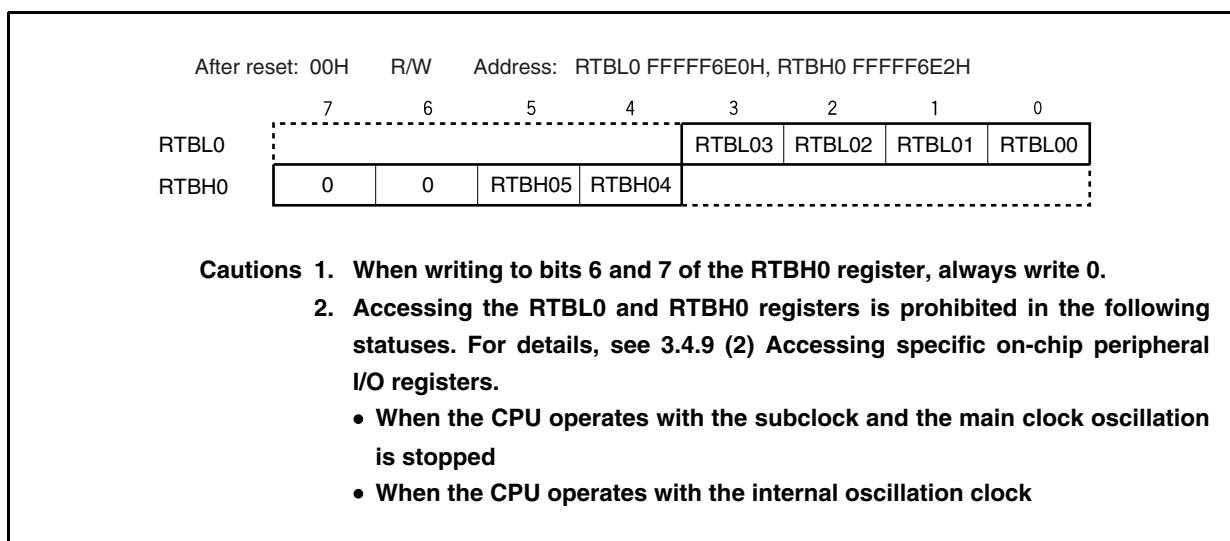 After reset: 00H R/W Address: RTBL0 FFFFF6E0H, RTBH0 FFFFF6E2H
7 6 5 4 3 2 1 0
RTBL0 RTBL03 RTBL02 RTBL01 RTBL00
RTBH0 0 0 RTBH05 RTBH04
Cautions 1. When writing to bits 6 and 7 of the RTBH0 register, always write 0.
2. Accessing the RTBL0 and RTBH0 registers is prohibited in the following
statuses. For details, see 3.4.9 (2) Accessing specific on-chip peripheral
I/O registers.
• When the CPU operates with the subclock and the main clock oscillation
is stopped
• When the CPU operates with the internal oscillation clock